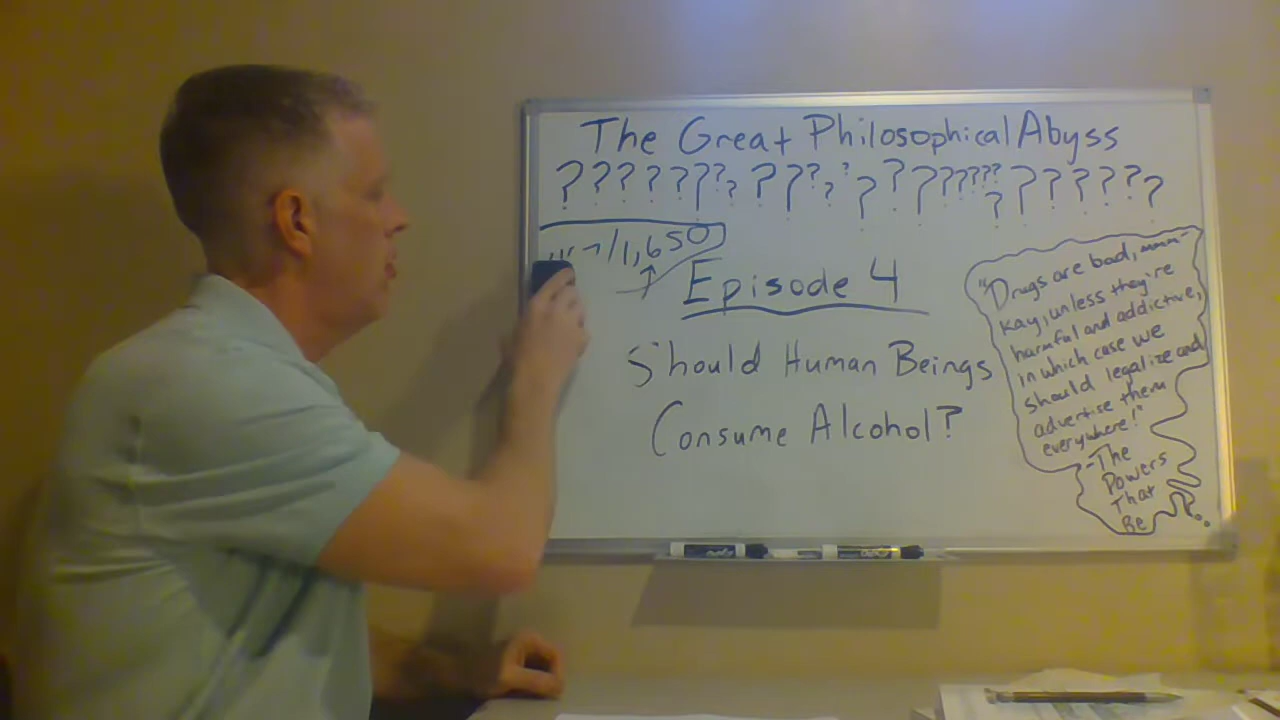 The Great Philosophical Abyss
? ? ? ? ? ? ? ? ? ? ? ? ? ? ? ? ? ? ? ? ? ? ? ? ? ? ? ? ?
/1,650
Episode 4
Should Human Beings
Consume Alcohol?
"Drugs are bad, mmm-
kay, unless they're
harmful and addictive,
in which case we
should legalize and
advertise them
everywhere!"
-The
Powers
That
Be